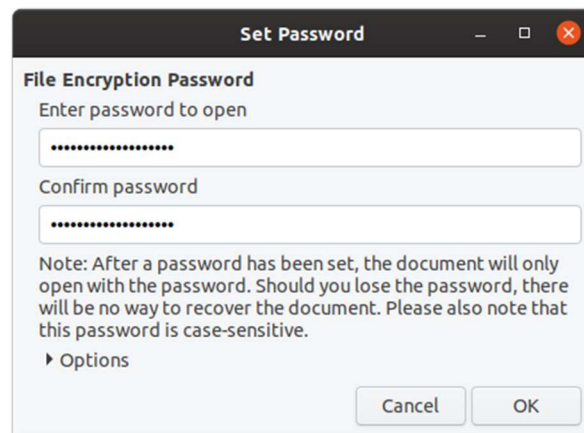 Set Password
File Encryption Password
Enter password to open
•••••••••••••••••••
Confirm password
•••••••••••••••••••
Note: After a password has been set, the document will only
open with the password. Should you lose the password, there
will be no way to recover the document. Please also note that
this password is case-sensitive.
Options
Cancel OK